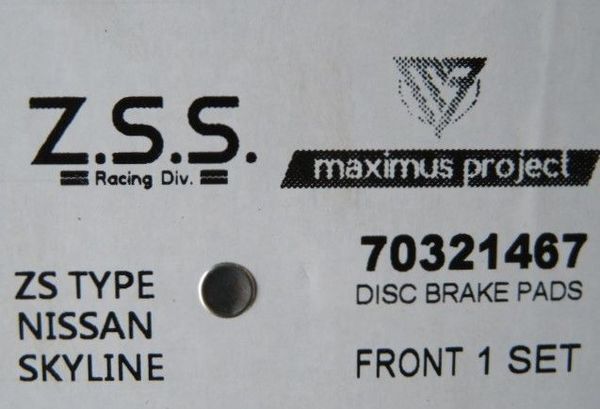 Z.S.S.
Racing Div.
maximus project
70321467
DISC BRAKE PADS
ZS TYPE
NISSAN
SKYLINE
FRONT 1 SET